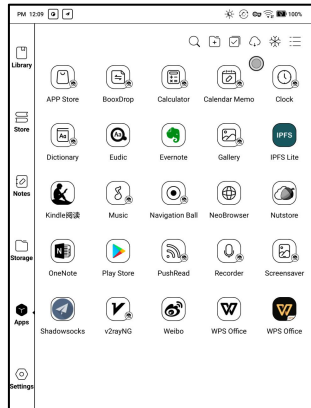 PM 12:09
100%
Library
Store
Notes
Storage
Apps
Settings
APP Store
BooxDrop
Calculator
Calendar Memo
Clock
Aa
Aa
IPFS
Dictionary
Eudic
Evernote
Gallery
IPFS Lite
Kindle阅读
Music
Navigation Ball
NeoBrowser
Nutstore
N
OneNote
Play Store
PushRead
Recorder
Screensaver
V
W
W
Shadowsocks
v2rayNG
Weibo
WPS Office
WPS Office